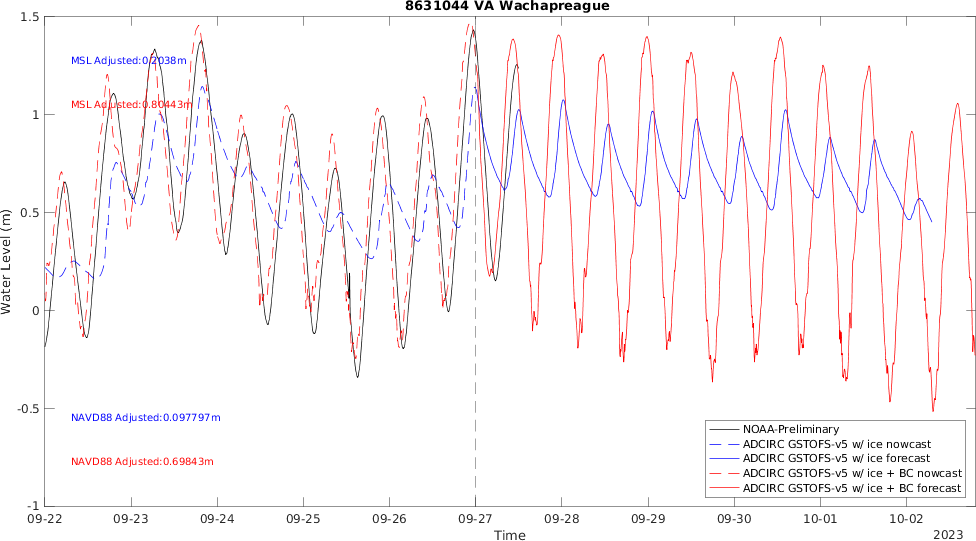 8631044 VA Wachapreague
1.5
MSL Adjusted:0.2038m
MSL Adjusted:0.80443m
1
0.5
Water Level (m)
0
-0.5
NAVD88 Adjusted:0.097797m
NAVD88 Adjusted:0.69843m
NOAA-Preliminary
ADCIRC GSTOFS-v5 w/ ice nowcast
ADCIRC GSTOFS-v5 w/ ice forecast
ADCIRC GSTOFS-v5 w/ ice + BC nowcast
ADCIRC GSTOFS-v5 w/ ice + BC forecast
-1
09-22 09-23 09-24 09-25 09-26 09-27 09-28 09-29 09-30 10-01 10-02
Time
2023